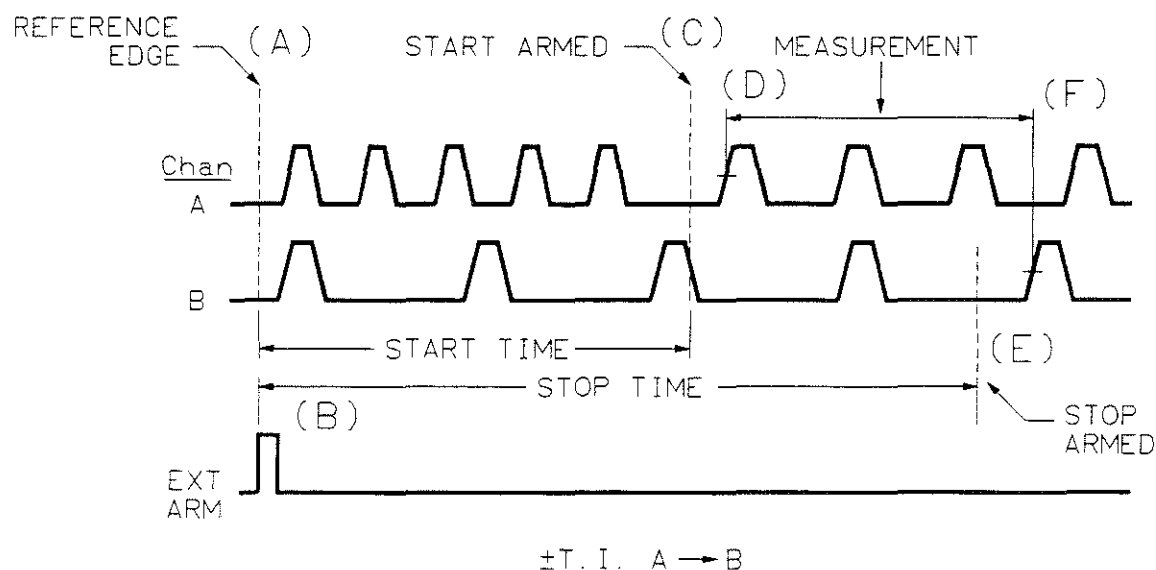 REFERENCE
EDGE
(A)
START ARMED
(C)
MEASUREMENT
(D)
(F)
Chan
A
B
START TIME
(E)
STOP TIME
(B)
STOP
ARMED
EXT
ARM
±T.I. A→B